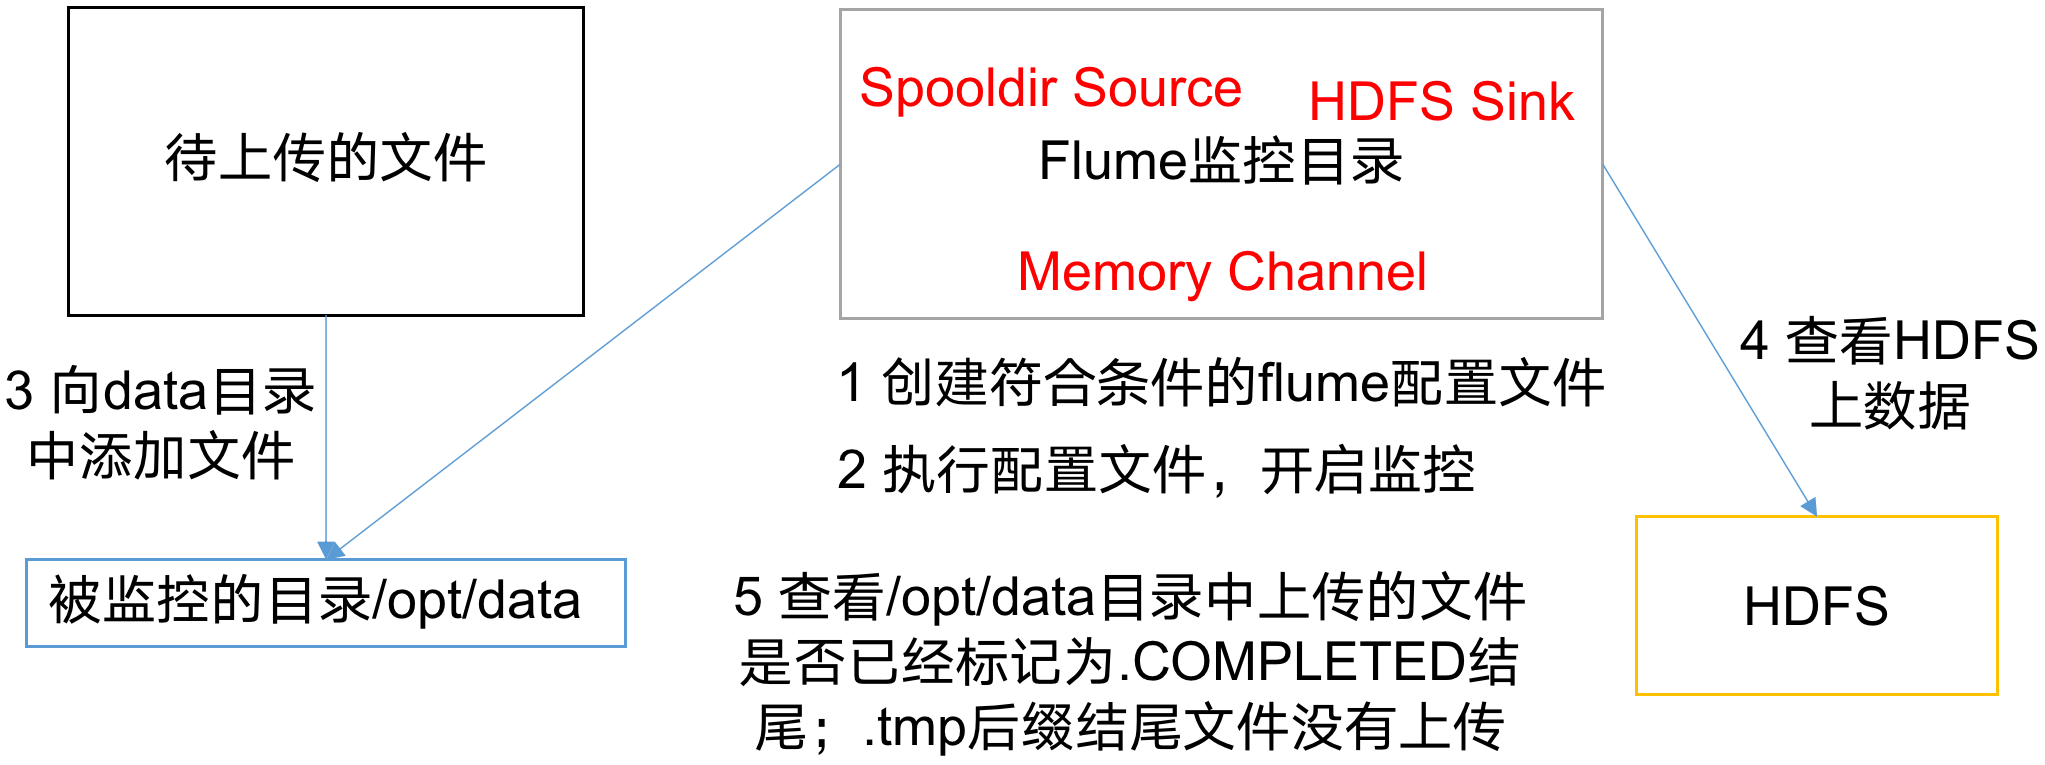 待上传的文件
Spooldir Source
HDFS Sink
Flume监控目录
Memory Channel
1 创建符合条件的flume配置文件
2 执行配置文件，开启监控
3 向data目录
中添加文件
4 查看HDFS
上数据
被监控的目录/opt/data
5 查看/opt/data目录中上传的文件
是否已经标记为.COMPLETED结
尾；.tmp后缀结尾文件没有上传
HDFS